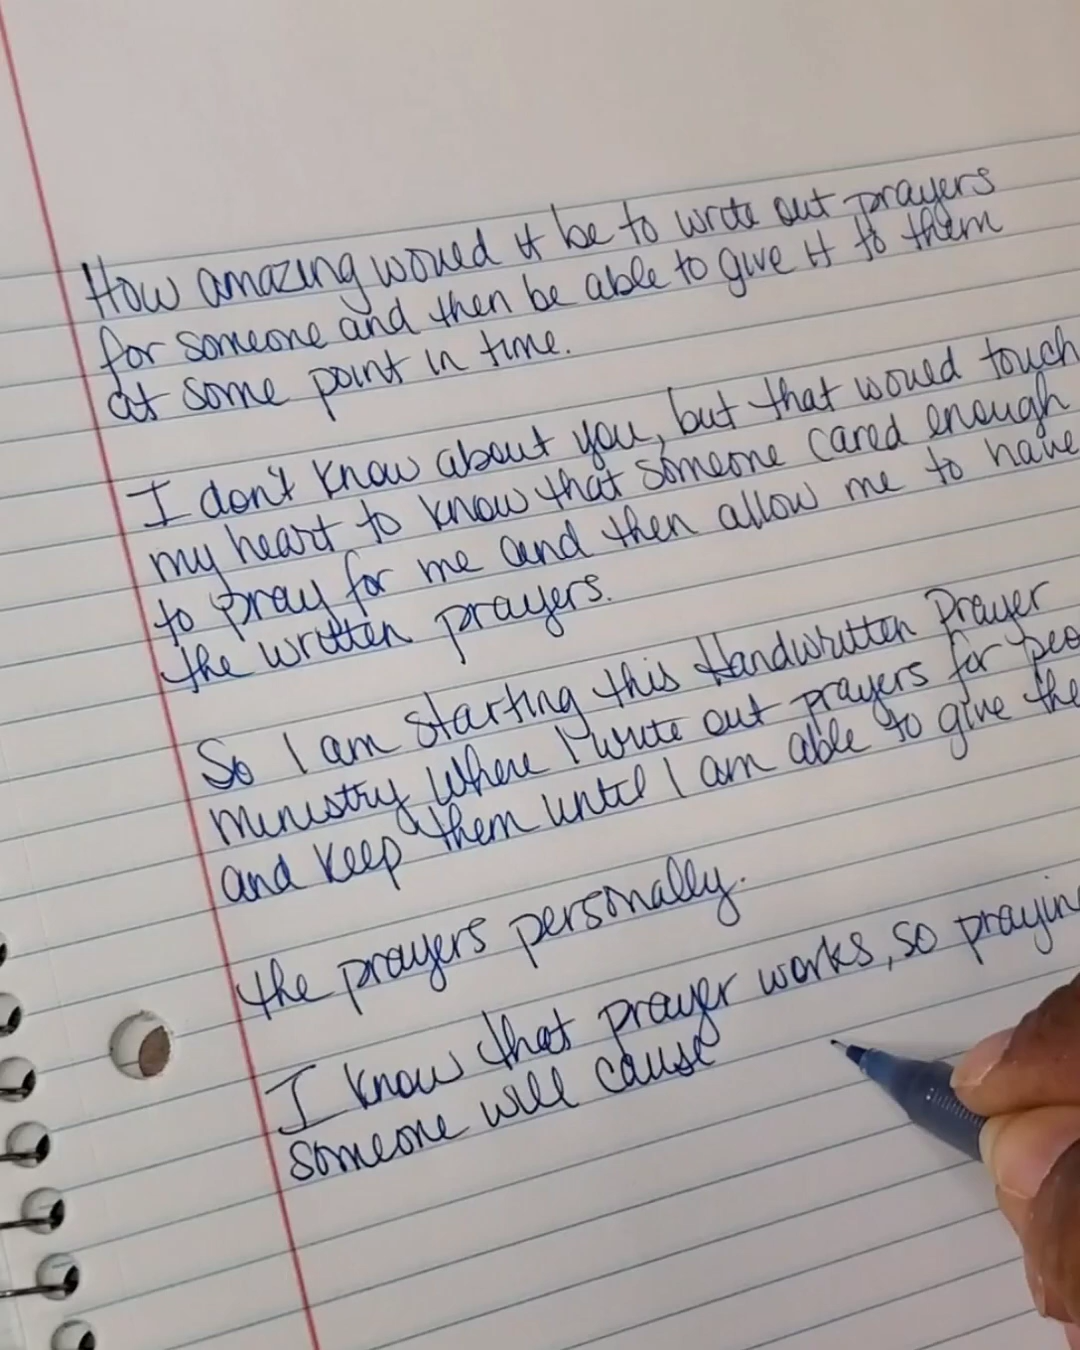 How amazing would it be to write out prayers
for someone and then be able to give it to them
at some point in time.
I don't know about you, but that would touch
my heart to know that someone cared enough
to pray for me and then allow me to have
the written prayers.
So I am starting this Handwritten Prayer
ministry where I write out prayers for peo
and keep them until I am able to give the
the prayers personally.
I know that prayer works, so praying
someone will cause